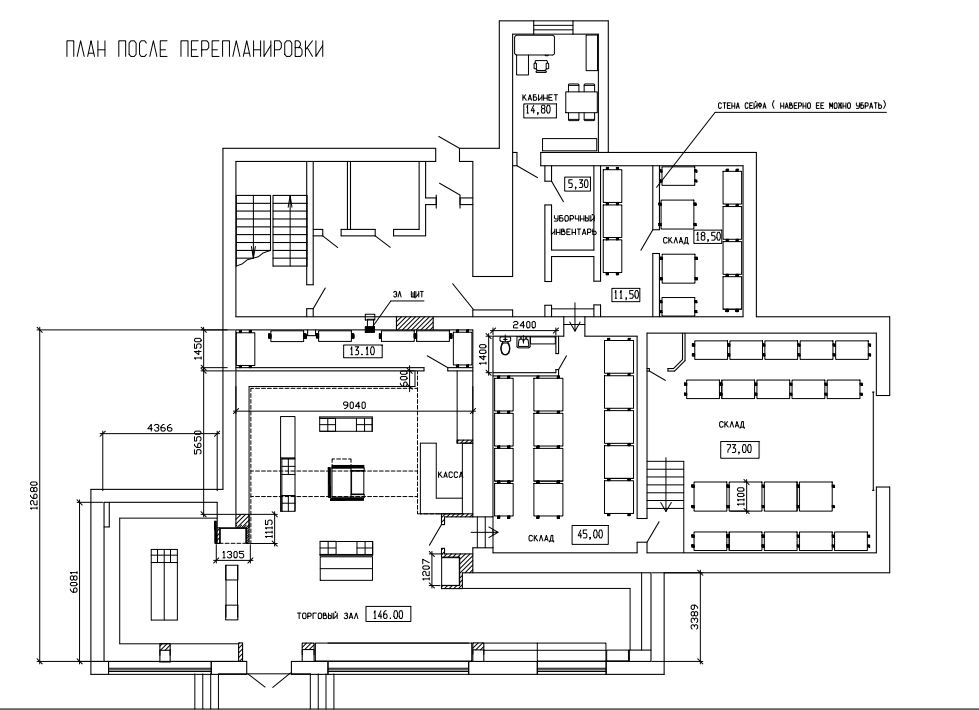 ПЛАН ПОСЛЕ ПЕРЕПЛАНИРОВКИ
КАБИНЕТ
14,80
СТЕНА СЕЙФА ( НАВЕРНО ЕЕ МОЖНО УБРАТЬ)
5,30
УБОРЧНЫЙ
ИНВЕНТАРЬ
СКЛАД 18,50
11,50
ЭЛ ЩИТ
2400
1450
13.10
1400
600
9040
4366
5650
СКЛАД
73,00
КАССА
12680
1100
1115
СКЛАД 45,00
1305
1207
6081
ТОРГОВЫЙ ЗАЛ 146.00
3389